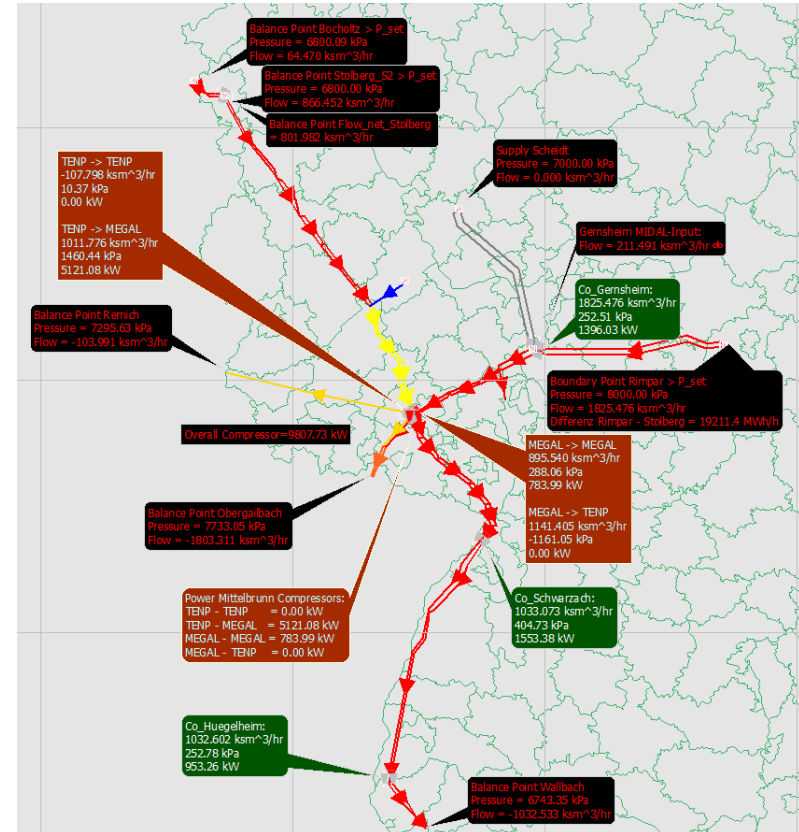 Balance Point Bocholtz > P_set
Pressure = 6800.09 kPa
Flow = 64.470 ksm^3/hr
Balance Point Stolberg_S2 > P_set
Pressure = 6800.00 kPa
Flow = 866.452 ksm^3/hr
Balance Point Flow_net_Stolberg
Flow = 801.982 ksm^3/hr
TENP -> TENP
-107.798 ksm^3/hr
10.37 kPa
0.00 kW
TENP -> MEGAL
1011.776 ksm^3/hr
1460.44 kPa
5121.08 kW
Supply Scheidt
Pressure = 7000.00 kPa
Flow = 0.000 ksm^3/hr
Gernsheim MIDAL-Input:
Flow = 211.491 ksm^3/hr
Co_Gernsheim:
1825.476 ksm^3/hr
252.51 kPa
1396.03 kW
Balance Point Remich
Pressure = 7295.63 kPa
Flow = -103.991 ksm^3/hr
Boundary Point Rimpar > P_set
Pressure = 8000.00 kPa
Flow = 1825.476 ksm^3/hr
Differenz Rimpar - Stolberg = 19211.4 MWh/h
Overall Compressor=9807.73 kW
MEGAL -> MEGAL
895.540 ksm^3/hr
288.06 kPa
783.99 kW
MEGAL -> TENP
1141.405 ksm^3/hr
-1161.05 kPa
0.00 kW
Balance Point Obergailbach
Pressure = 7733.05 kPa
Flow = -1803.311 ksm^3/hr
Power Mittelbrunn Compressors:
TENP - TENP = 0.00 kW
TENP - MEGAL = 5121.08 kW
MEGAL - MEGAL = 783.99 kW
MEGAL - TENP = 0.00 kW
Co_Schwarzach:
1033.073 ksm^3/hr
404.73 kPa
1553.38 kW
Co_Huegelheim:
1032.602 ksm^3/hr
252.78 kPa
953.26 kW
Balance Point Wallbach
Pressure = 6743.35 kPa
Flow = -1032.533 ksm^3/hr